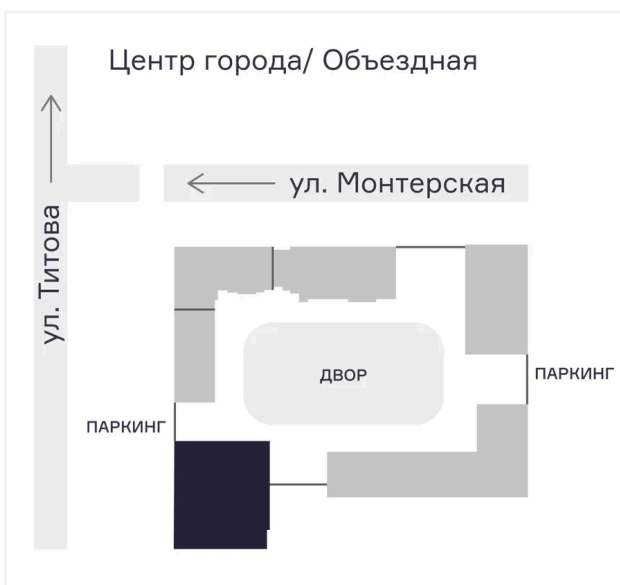 Центр города/ Объездная
ул. Монтерская
ул. Титова
ДВОР
ПАРКИНГ
ПАРКИНГ